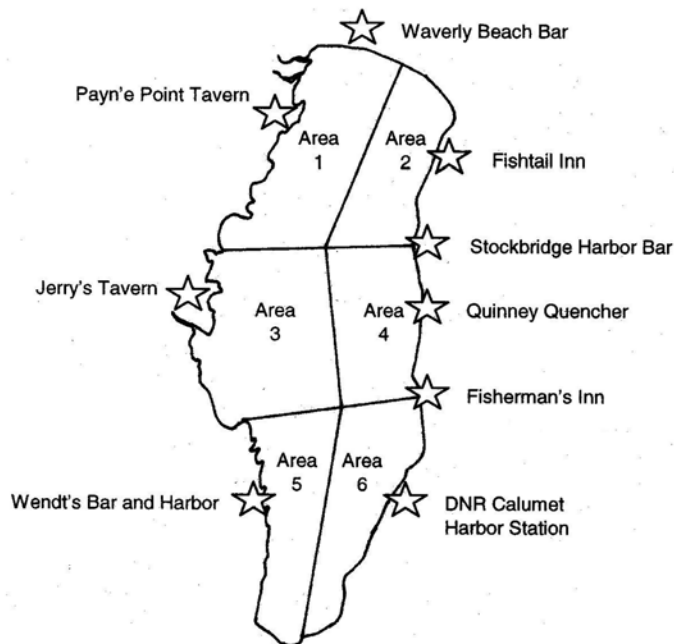 Waverly Beach Bar
Payn'e Point Tavern
Area
1
Area
2
Fishtail Inn
Stockbridge Harbor Bar
Jerry's Tavern
Area
3
Area
4
Quinney Quencher
Fisherman's Inn
Area
5
Area
6
Wendt's Bar and Harbor
DNR Calumet
Harbor Station